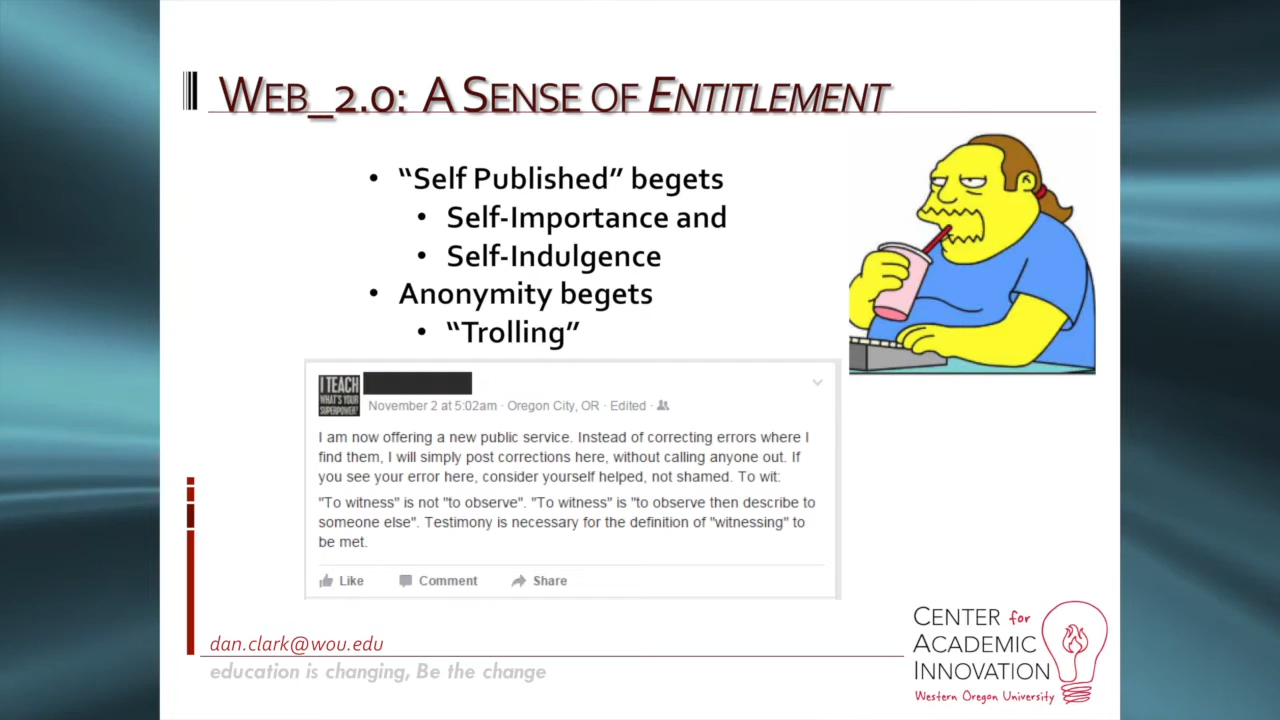 WEB_2.0: A SENSE OF ENTITLEMENT
• “Self Published” begets
• Self-Importance and
• Self-Indulgence
• Anonymity begets
• “Trolling”
I TEACH
WHAT'S YOUR
SUPERPOWER?
November 2 at 5:02am · Oregon City, OR · Edited ·
I am now offering a new public service. Instead of correcting errors where I
find them, I will simply post corrections here, without calling anyone out. If
you see your error here, consider yourself helped, not shamed. To wit:
"To witness" is not "to observe". "To witness" is "to observe then describe to
someone else". Testimony is necessary for the definition of "witnessing" to
be met.
Like Comment Share
dan.clark@wou.edu
education is changing, Be the change
CENTER for
ACADEMIC
INNOVATION
Western Oregon University